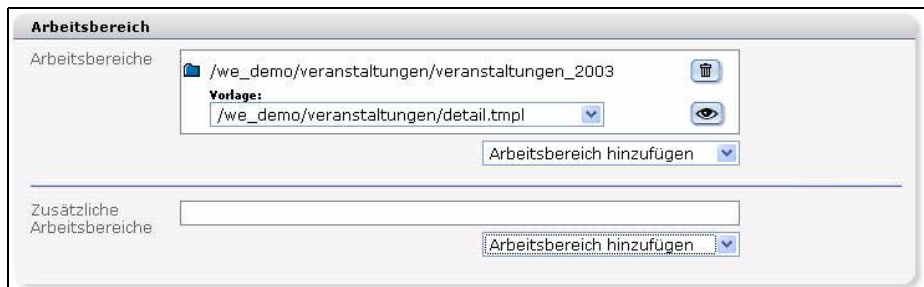 Arbeitsbereich
Arbeitsbereiche
/we_demo/veranstaltungen/veranstaltungen_2003
Vorlage:
/we_demo/veranstaltungen/detail.tmpl
Arbeitsbereich hinzufügen
Zusätzliche
Arbeitsbereiche
Arbeitsbereich hinzufügen